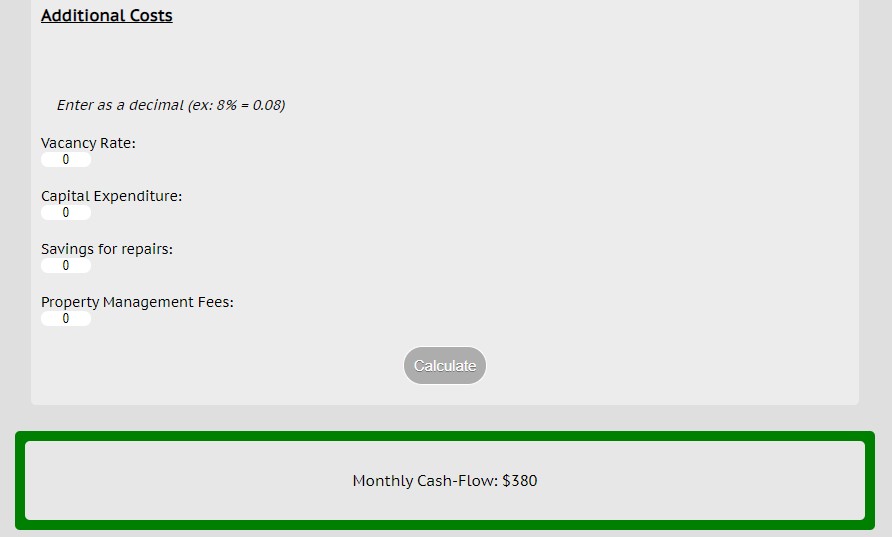 Additional Costs
Enter as a decimal (ex: 8% = 0.08)
Vacancy Rate:
0
Capital Expenditure:
0
Savings for repairs:
0
Property Management Fees:
0
Calculate
Monthly Cash-Flow: $380